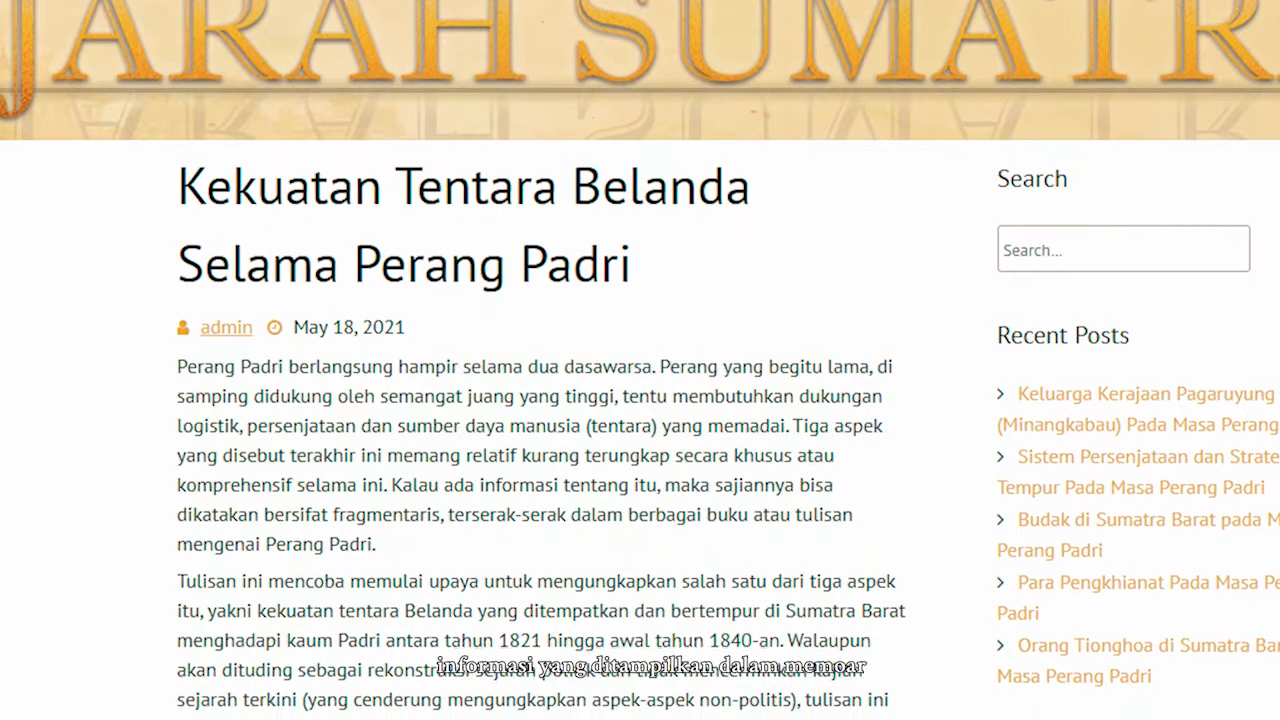 JARAH SUMATR
Kekuatan Tentara Belanda
Selama Perang Padri
admin May 18, 2021
Perang Padri berlangsung hampir selama dua dasawarsa. Perang yang begitu lama, di
samping didukung oleh semangat juang yang tinggi, tentu membutuhkan dukungan
logistik, persenjataan dan sumber daya manusia (tentara) yang memadai. Tiga aspek
yang disebut terakhir ini memang relatif kurang terungkap secara khusus atau
komprehensif selama ini. Kalau ada informasi tentang itu, maka sajiannya bisa
dikatakan bersifat fragmentaris, terserak-serak dalam berbagai buku atau tulisan
mengenai Perang Padri.
Tulisan ini mencoba memulai upaya untuk mengungkapkan salah satu dari tiga aspek
itu, yakni kekuatan tentara Belanda yang ditempatkan dan bertempur di Sumatra Barat
menghadapi kaum Padri antara tahun 1821 hingga awal tahun 1840-an. Walaupun
akan dituding sebagai
sejarah terkini (yang cenderung mengungkapkan aspek-aspek non-politis), tulisan ini
informasi yang ditampilkan dalam memoar
Search
Search...
Recent Posts
Keluarga Kerajaan Pagaruyung
(Minangkabau) Pada Masa Perang
Sistem Persenjataan dan Strate
Tempur Pada Masa Perang Padri
Budak di Sumatra Barat pada M
Perang Padri
Para Pengkhianat Pada Masa Pe
Padri
Orang Tionghoa di Sumatra Bar
Masa Perang Padri